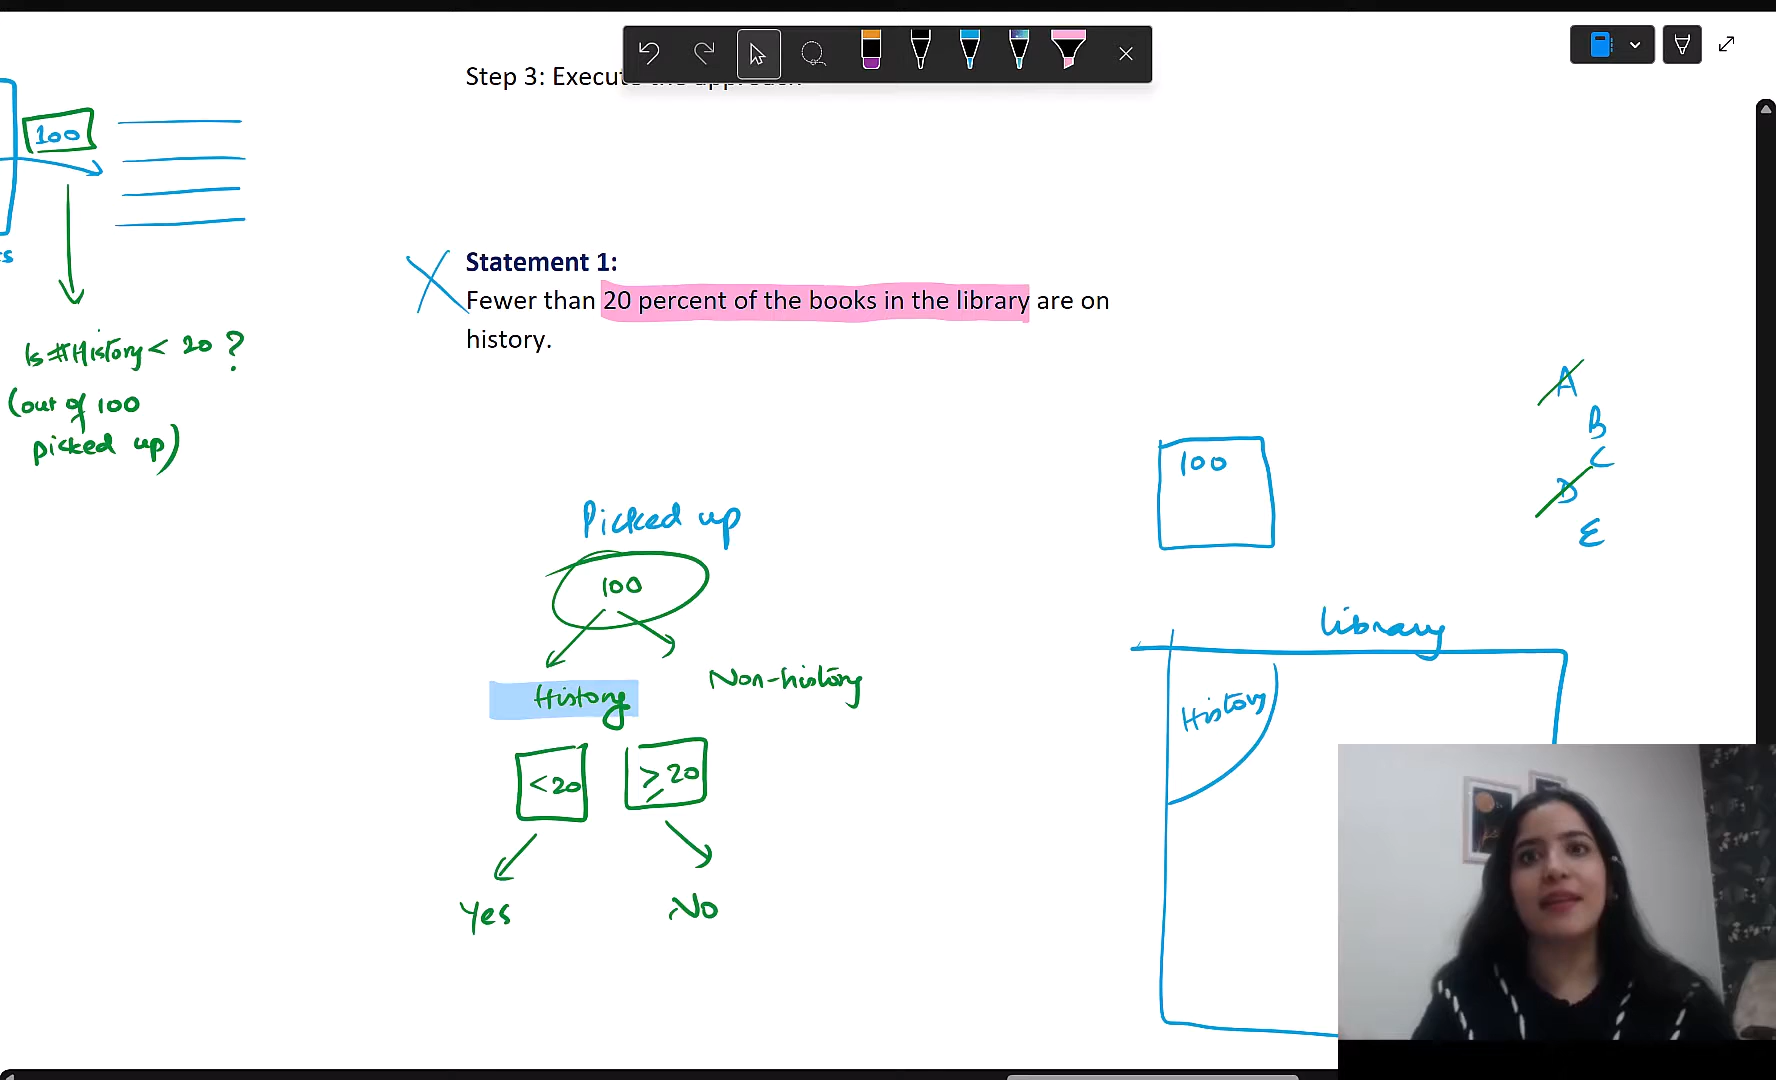 Step 3: Execute the approach
100
s
Is #History < 20 ?
(out of 100
picked up)
Statement 1:
Fewer than 20 percent of the books in the library are on
history.
Picked up
100
History
Non-history
<20
≥20
Yes
No
100
A
B
C
D
E
library
History